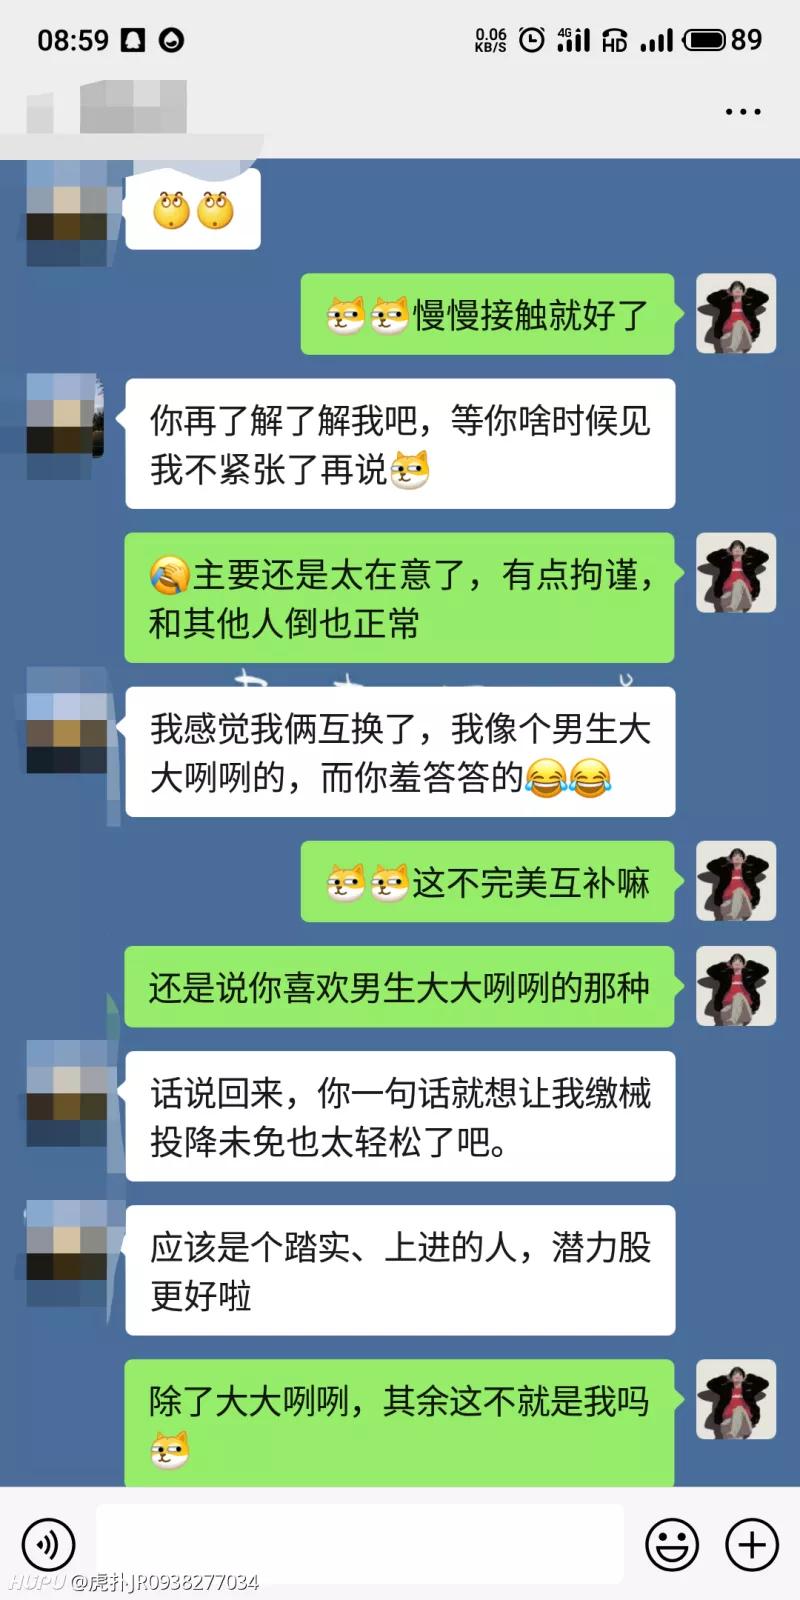 08:59
0.06
KB/S
4G
HD
89
慢慢接触就好了
你再了解了解我吧，等你啥时候见
我不紧张了再说
主要还是太在意了，有点拘谨，
和其他人倒也正常
我感觉我俩互换了，我像个男生大
大咧咧的，而你羞答答的
这不完美互补嘛
还是说你喜欢男生大大咧咧的那种
话说回来，你一句话就想让我缴械
投降未免也太轻松了吧。
应该是个踏实、上进的人，潜力股
更好啦
除了大大咧咧，其余这不就是我吗
HUPU @虎扑JR0938277034